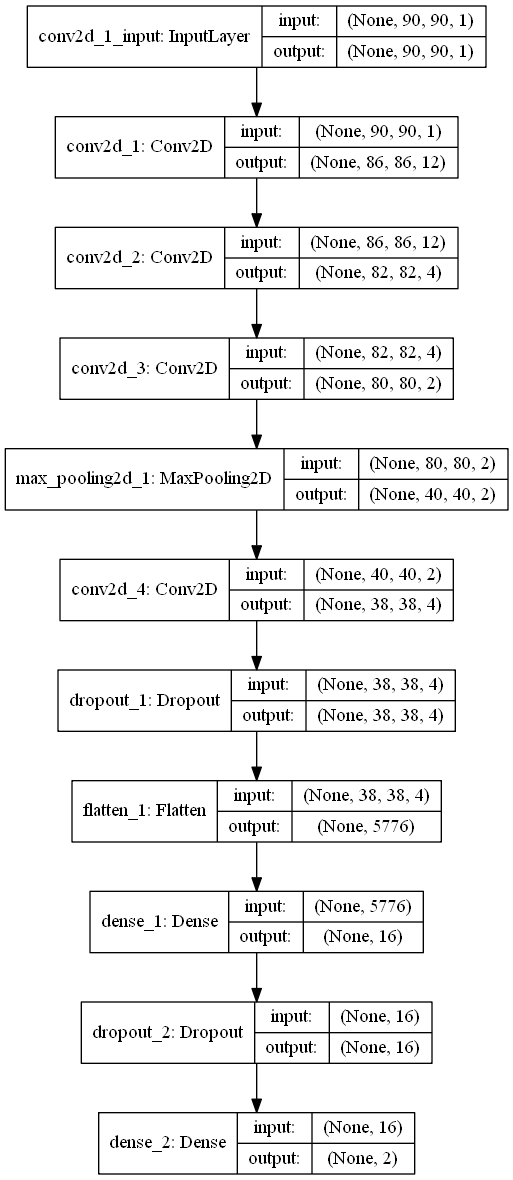 conv2d_1_input: InputLayer
input: (None, 90, 90, 1)
output: (None, 90, 90, 1)
conv2d_1: Conv2D
input: (None, 90, 90, 1)
output: (None, 86, 86, 12)
conv2d_2: Conv2D
input: (None, 86, 86, 12)
output: (None, 82, 82, 4)
conv2d_3: Conv2D
input: (None, 82, 82, 4)
output: (None, 80, 80, 2)
max_pooling2d_1: MaxPooling2D
input: (None, 80, 80, 2)
output: (None, 40, 40, 2)
conv2d_4: Conv2D
input: (None, 40, 40, 2)
output: (None, 38, 38, 4)
dropout_1: Dropout
input: (None, 38, 38, 4)
output: (None, 38, 38, 4)
flatten_1: Flatten
input: (None, 38, 38, 4)
output: (None, 5776)
dense_1: Dense
input: (None, 5776)
output: (None, 16)
dropout_2: Dropout
input: (None, 16)
output: (None, 16)
dense_2: Dense
input: (None, 16)
output: (None, 2)